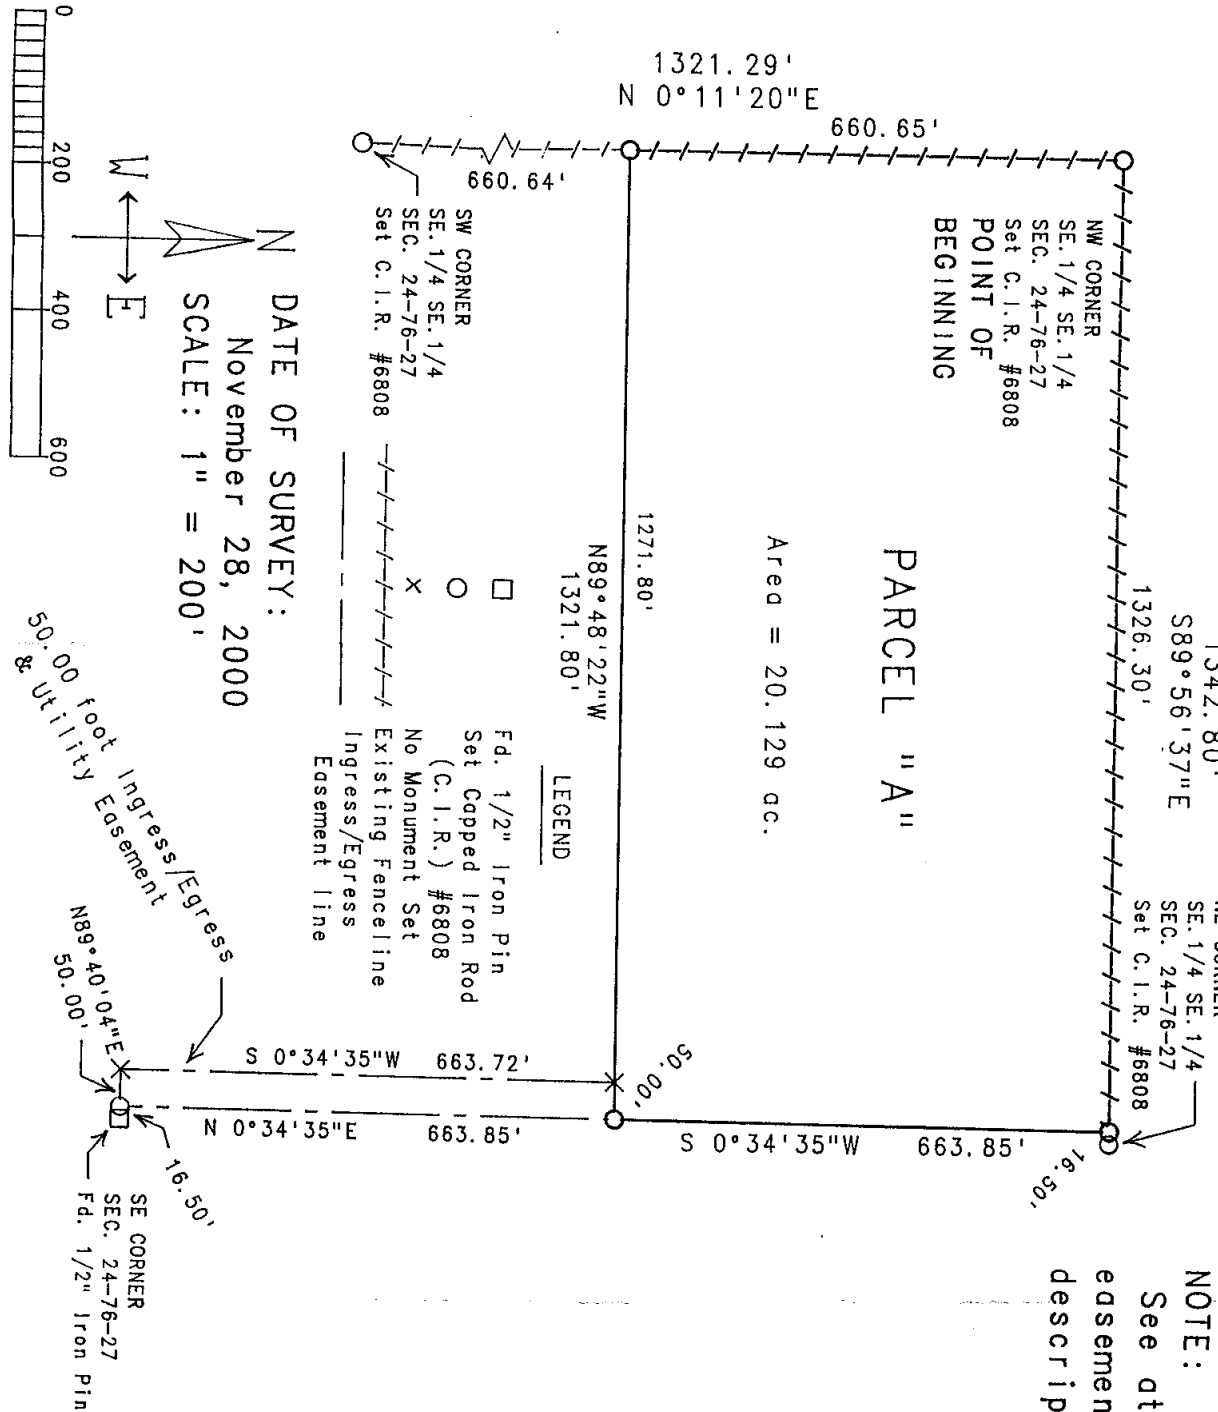 1342.80'
S89°56'37"E
1326.30'
SE.1/4 SE.1/4
SEC. 24-76-27
Set C.I.R. #6808
16.50'
NOTE:
See at
easemen
descrip
1321.29'
N 0°11'20"E
660.65'
660.64'
NW CORNER
SE.1/4 SE.1/4
SEC. 24-76-27
Set C.I.R. #6808
POINT OF
BEGINNING
PARCEL "A"
Area = 20.129 ac.
S 0°34'35"W 663.85'
1271.80'
N89°48'22"W
1321.80'
50.00'
SW CORNER
SE.1/4 SE.1/4
SEC. 24-76-27
Set C.I.R. #6808
LEGEND
Fd. 1/2" Iron Pin
Set Capped Iron Rod
(C.I.R.) #6808
No Monument Set
Existing Fenceline
Ingress/Egress
Easement line
S 0°34'35"W 663.72'
N 0°34'35"E 663.85'
N
W E
DATE OF SURVEY:
November 28, 2000
SCALE: 1" = 200'
50.00 foot Ingress/Egress
& Utility Easement
N89°40'04"E
50.00'
16.50'
SE CORNER
SEC. 24-76-27
Fd. 1/2" Iron Pin
0 200 400 600